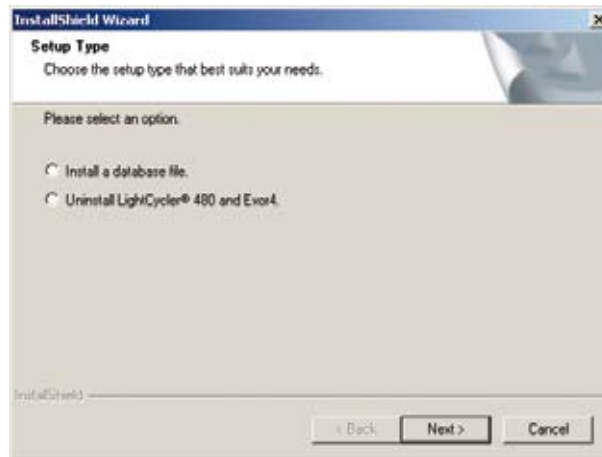 InstallShield Wizard
Setup Type
Choose the setup type that best suits your needs.
Please select an option.
Install a database file.
Uninstall LightCycler® 480 and Exor4.
InstallShield
< Back
Next >
Cancel